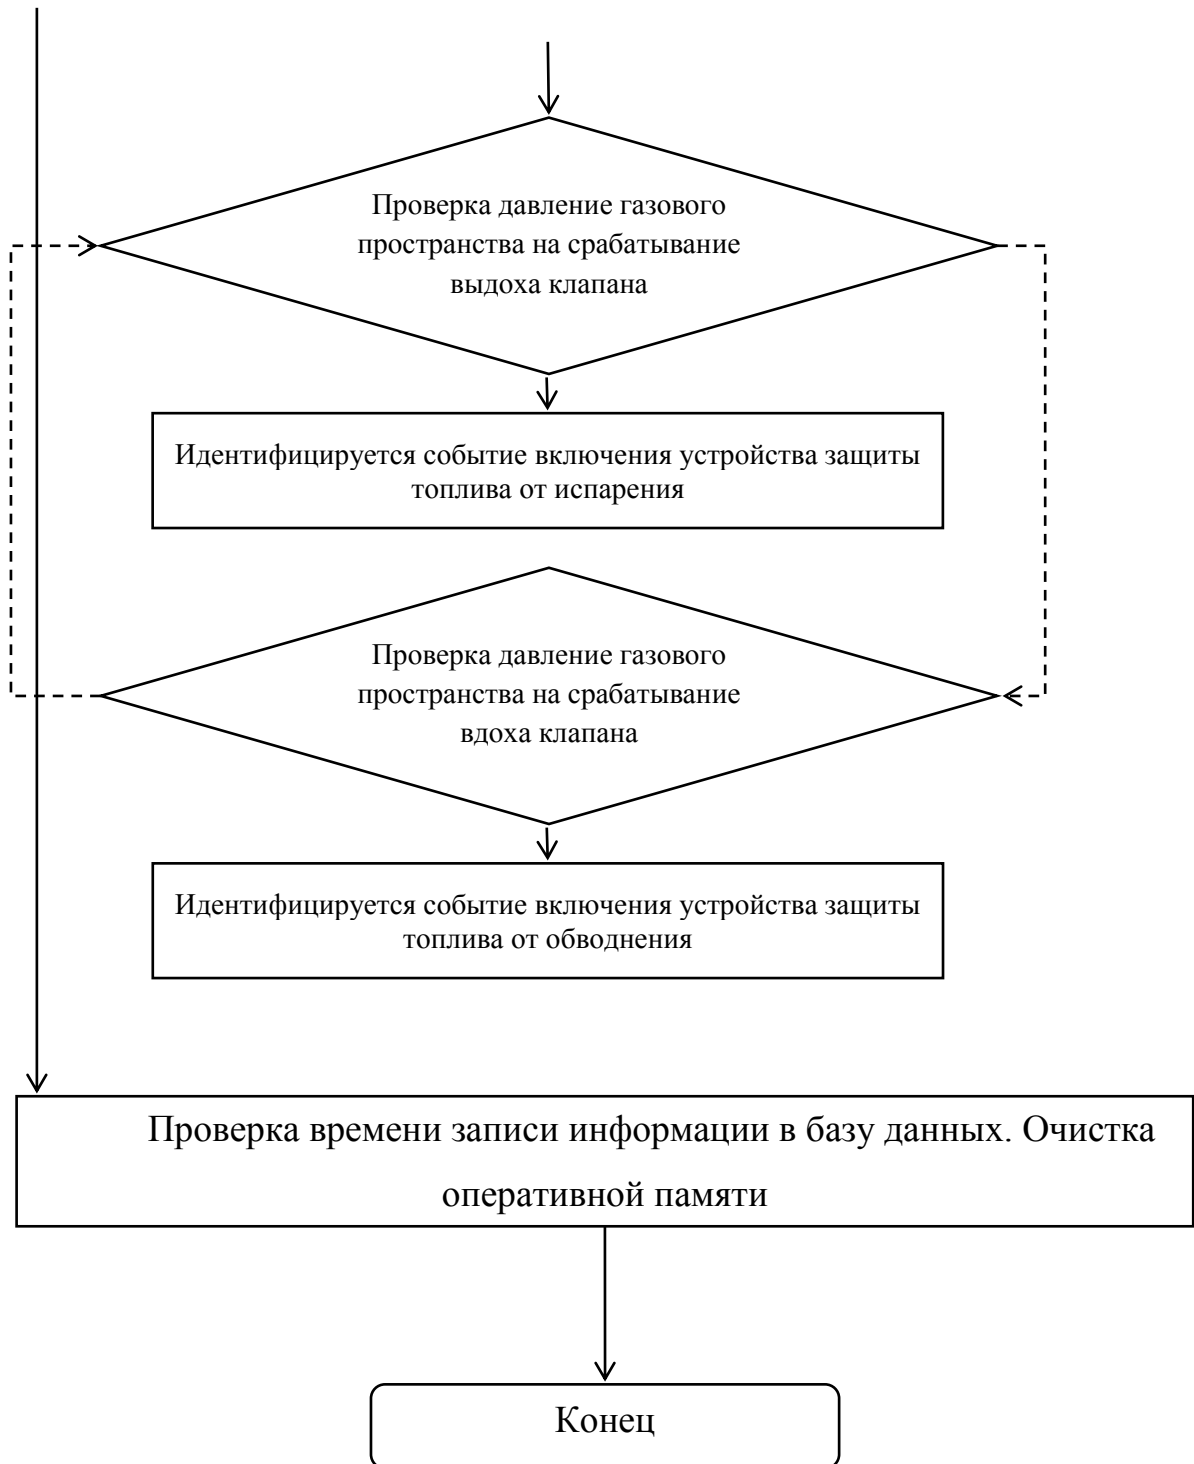 Проверка давление газового
пространства на срабатывание
выдоха клапана
Идентифицируется событие включения устройства защиты
топлива от испарения
Проверка давление газового
пространства на срабатывание
вдоха клапана
Идентифицируется событие включения устройства защиты
топлива от обводнения
Проверка времени записи информации в базу данных. Очистка
оперативной памяти
Конец